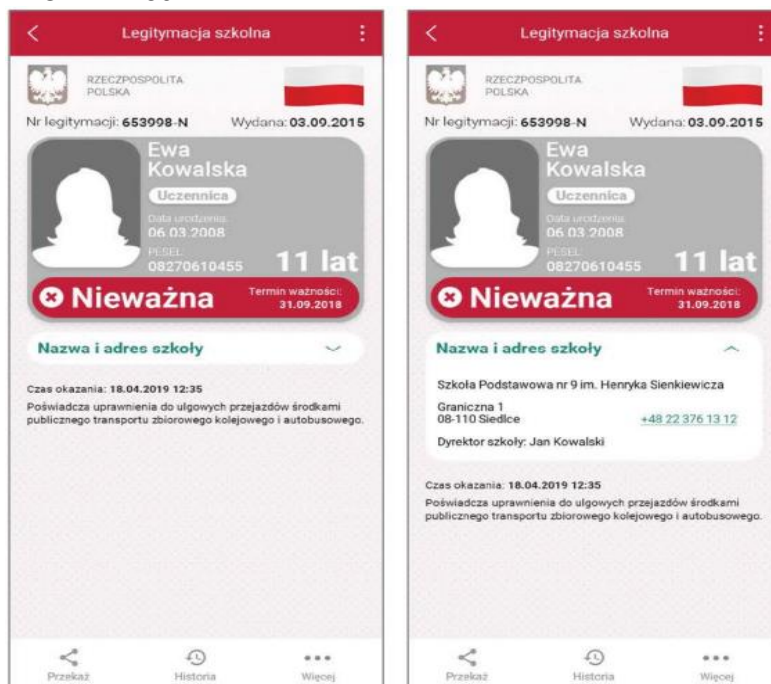 Legitymacja szkolna
RZECZPOSPOLITA
POLSKA
Nr legitymacji: 653998-N Wydana: 03.09.2015
Ewa
Kowalska
Uczennica
Data urodzenia:
06.03.2008
PESEL:
08270610455
11 lat
Nieważna
Termin ważności:
31.09.2018
Nazwa i adres szkoły
Czas okazania: 18.04.2019 12:35
Poświadcza uprawnienia do ulgowych przejazdów środkami
publicznego transportu zbiorowego kolejowego i autobusowego.
Przekaż Historia Więcej
Legitymacja szkolna
RZECZPOSPOLITA
POLSKA
Nr legitymacji: 653998-N Wydana: 03.09.2015
Ewa
Kowalska
Uczennica
Data urodzenia:
06.03.2008
PESEL:
08270610455
11 lat
Nieważna
Termin ważności:
31.09.2018
Nazwa i adres szkoły
Szkoła Podstawowa nr 9 im. Henryka Sienkiewicza
Graniczna 1
08-110 Siedlce +48 22 376 13 12
Dyrektor szkoły: Jan Kowalski
Czas okazania: 18.04.2019 12:35
Poświadcza uprawnienia do ulgowych przejazdów środkami
publicznego transportu zbiorowego kolejowego i autobusowego.
Przekaż Historia Więcej